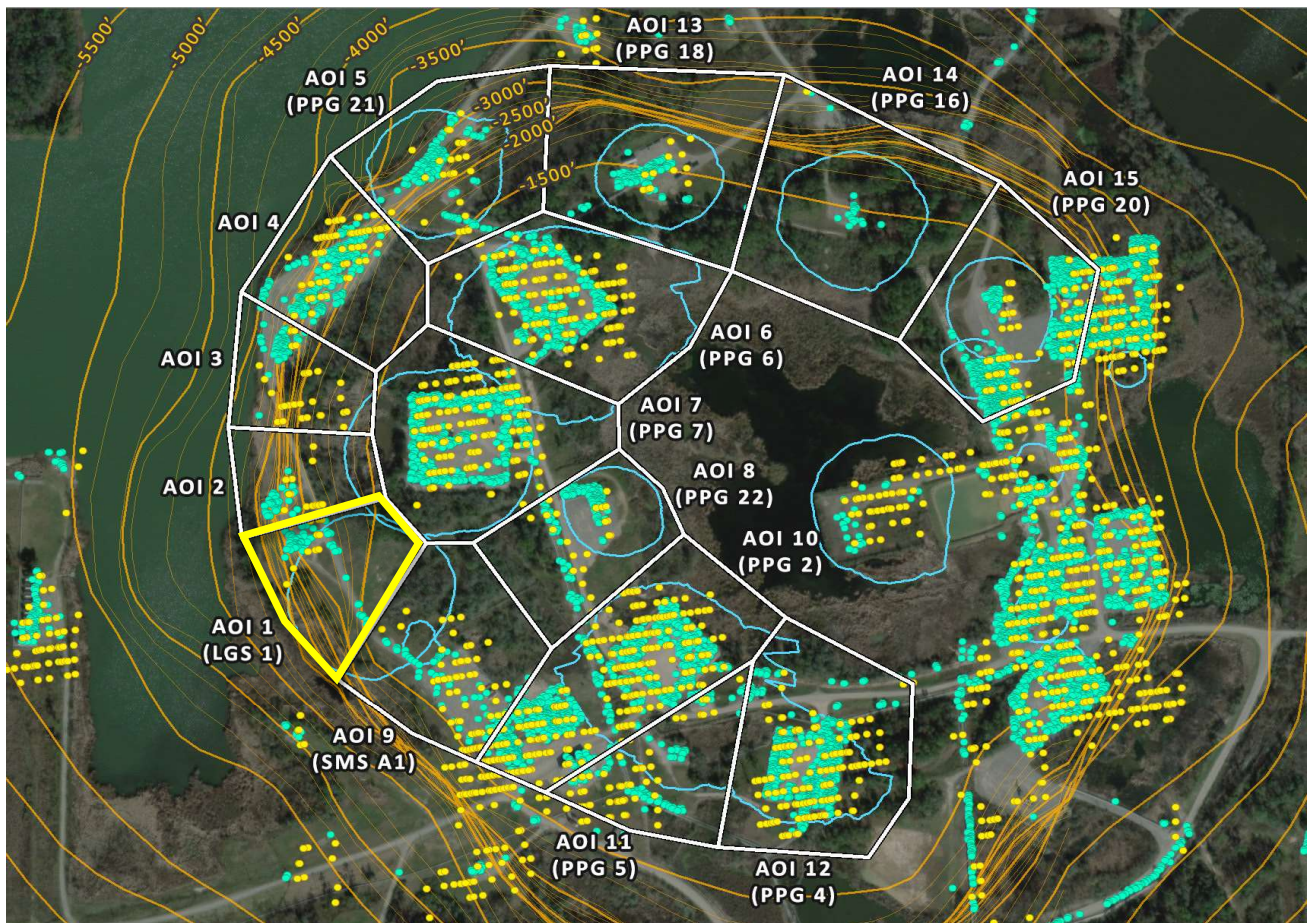 -5500'
-5000'
-4500'
-4000'
-3500'
-3000'
-2500'
-2000'
-1500'
AOI 13
(PPG 18)
AOI 14
(PPG 16)
AOI 5
(PPG 21)
AOI 15
(PPG 20)
AOI 4
AOI 3
AOI 6
(PPG 6)
AOI 7
(PPG 7)
AOI 2
AOI 8
(PPG 22)
AOI 10
(PPG 2)
AOI 1
(LGS 1)
AOI 9
(SMS A1)
AOI 11
(PPG 5)
AOI 12
(PPG 4)